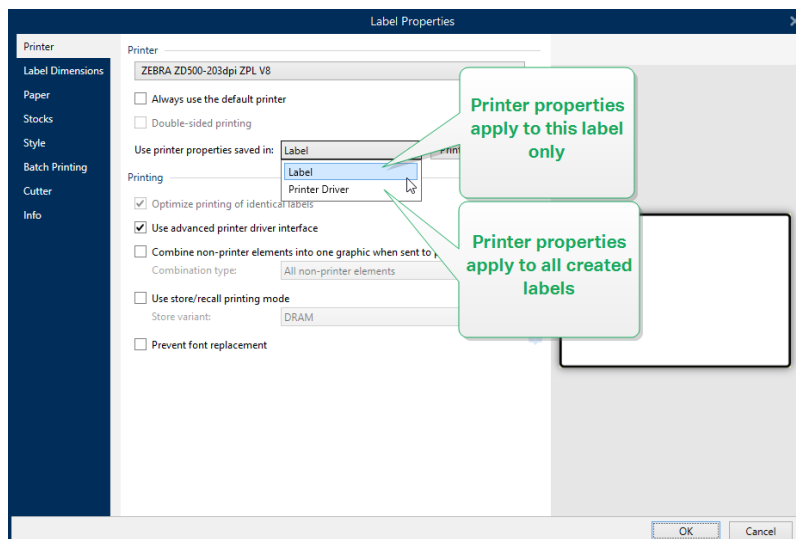 Label Properties
Printer
Label Dimensions
Paper
Stocks
Style
Batch Printing
Cutter
Info
Printer
ZEBRA ZD500-203dpi ZPL V8
Always use the default printer
Double-sided printing
Use printer properties saved in:
Label
Label
Printer Driver
Printing
Optimize printing of identical labels
Use advanced printer driver interface
Combine non-printer elements into one graphic when sent to
Combination type:
All non-printer elements
Use store/recall printing mode
Store variant:
DRAM
Prevent font replacement
Printer properties
apply to this label
only
Printer properties
apply to all created
labels
OK
Cancel